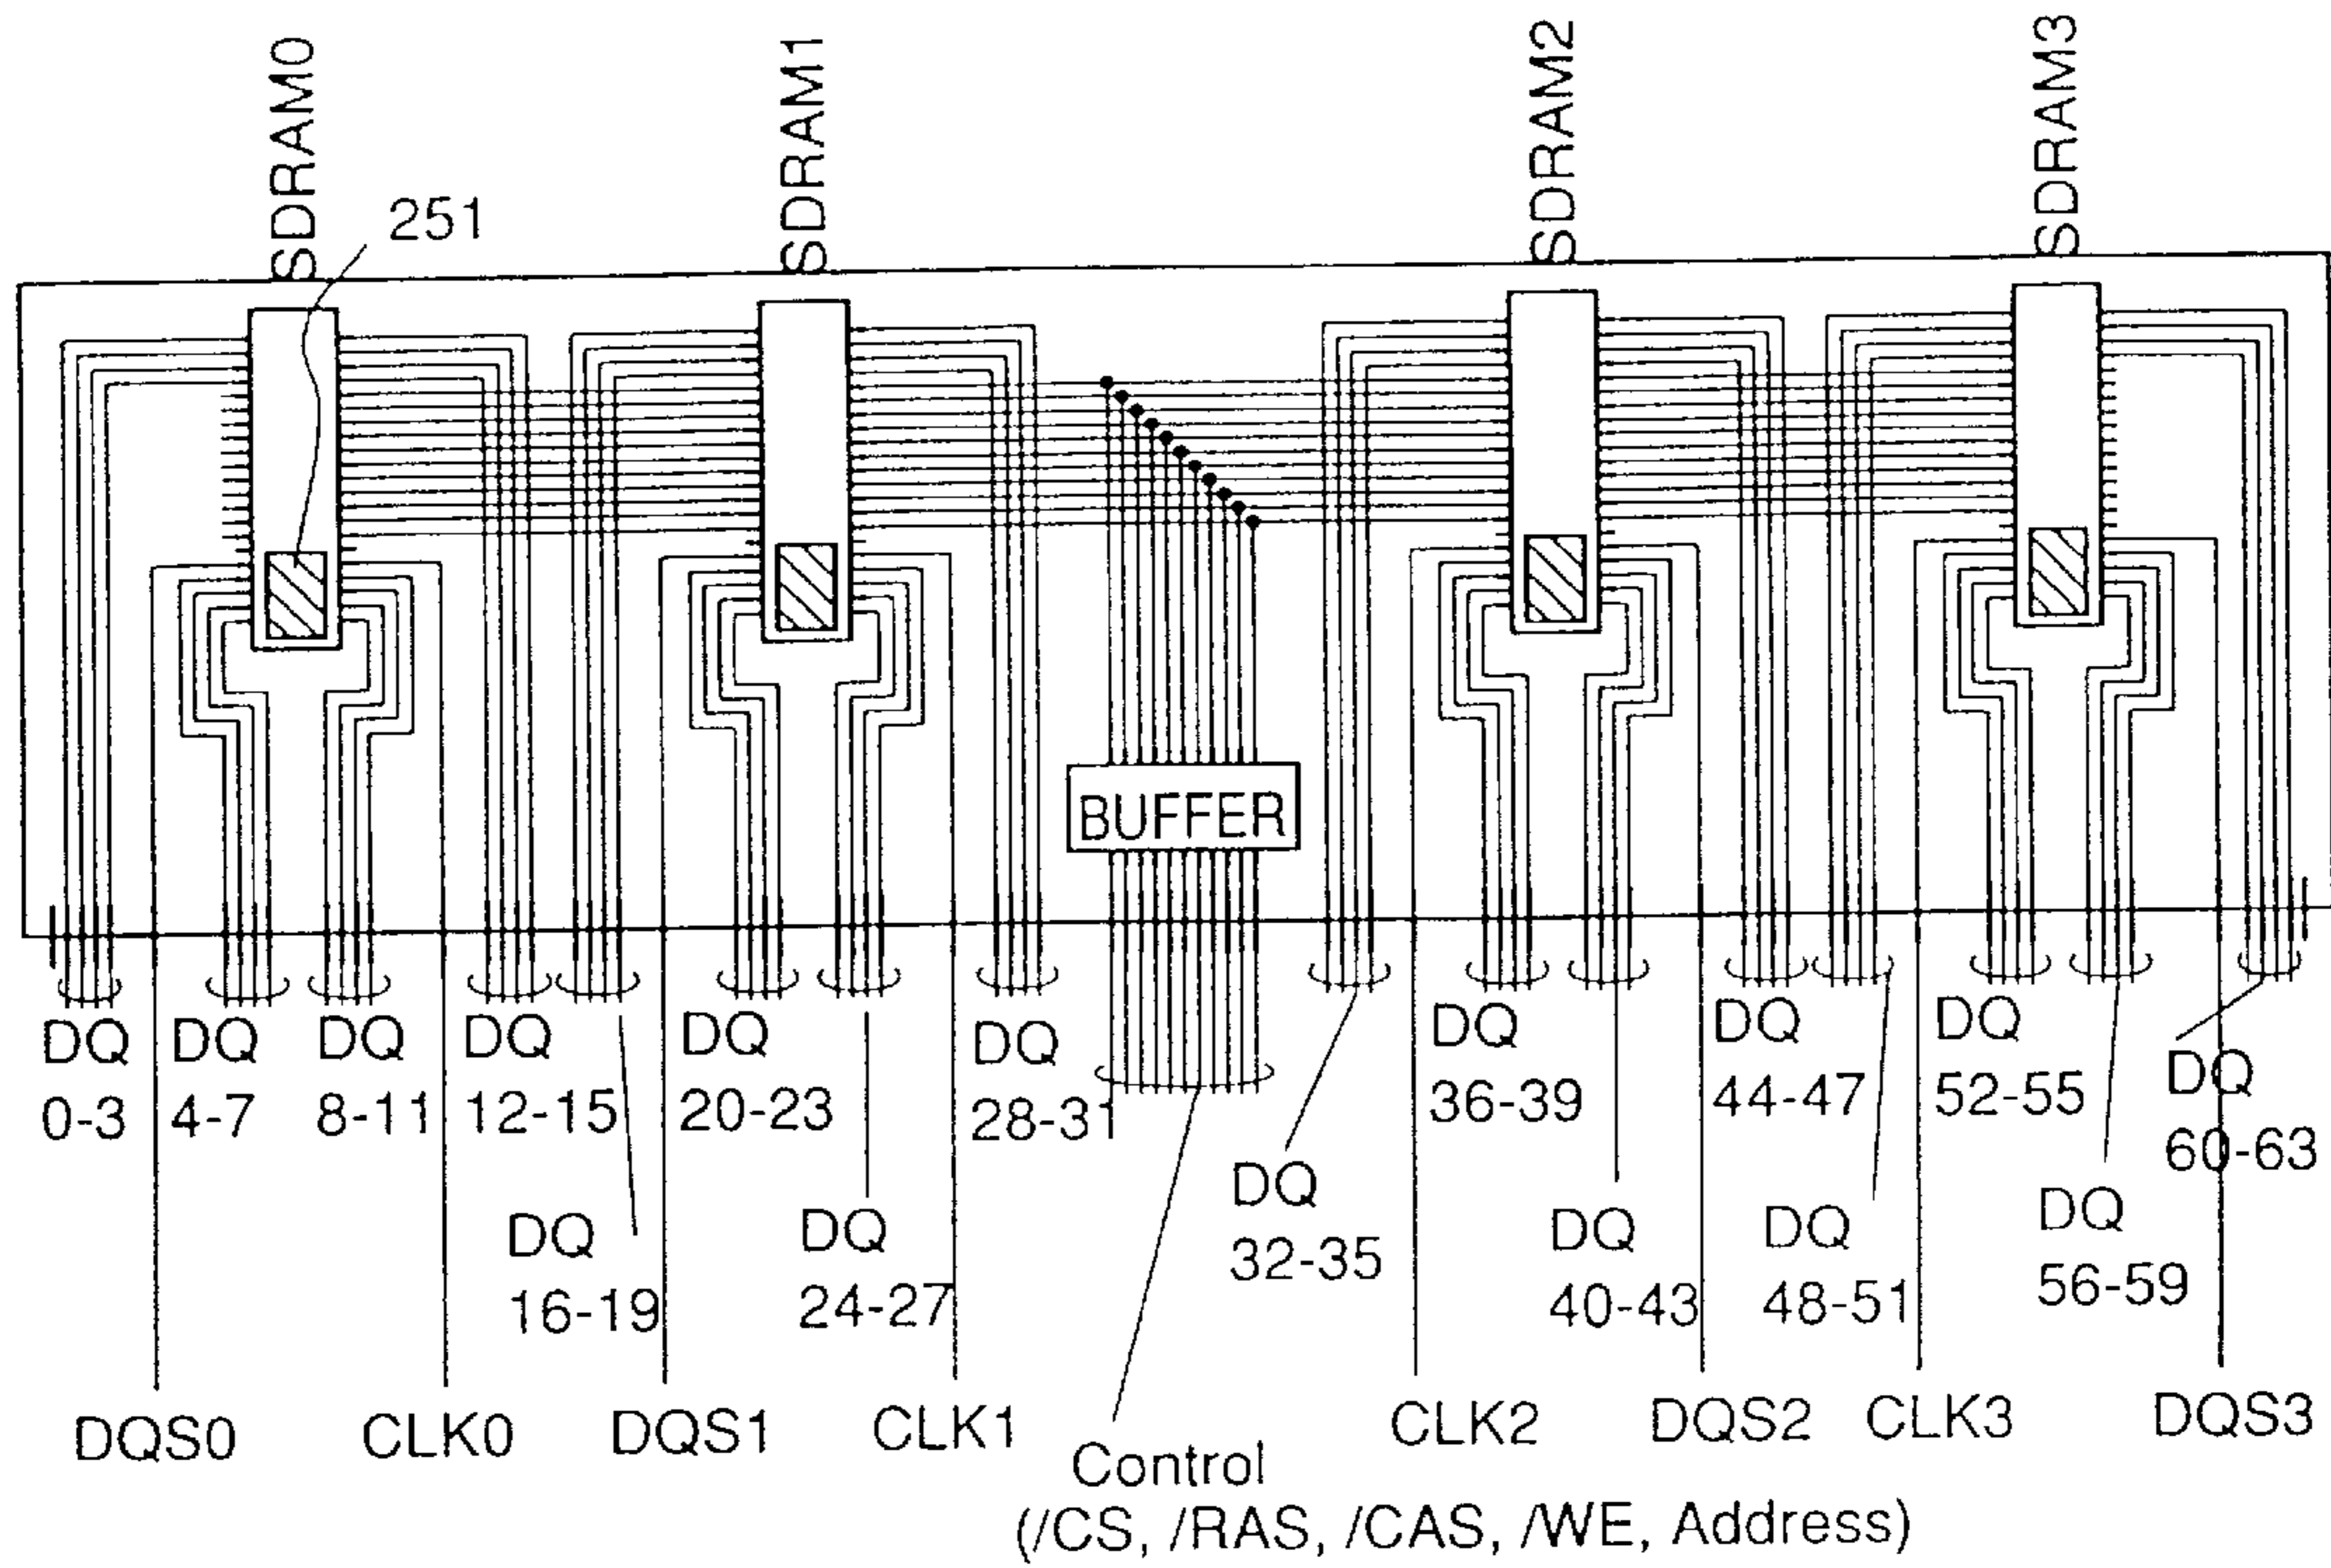 SDRAM0
SDRAM1
SDRAM2
SDRAM3
251
BUFFER
DQ
0-3
DQ
4-7
DQ
8-11
DQ
12-15
DQ
16-19
DQ
20-23
DQ
24-27
DQ
28-31
DQ
32-35
DQ
36-39
DQ
40-43
DQ
44-47
DQ
48-51
DQ
52-55
DQ
56-59
DQ
60-63
DQS0
CLK0
DQS1
CLK1
Control
(/CS, /RAS, /CAS, /WE, Address)
CLK2
DQS2
CLK3
DQS3